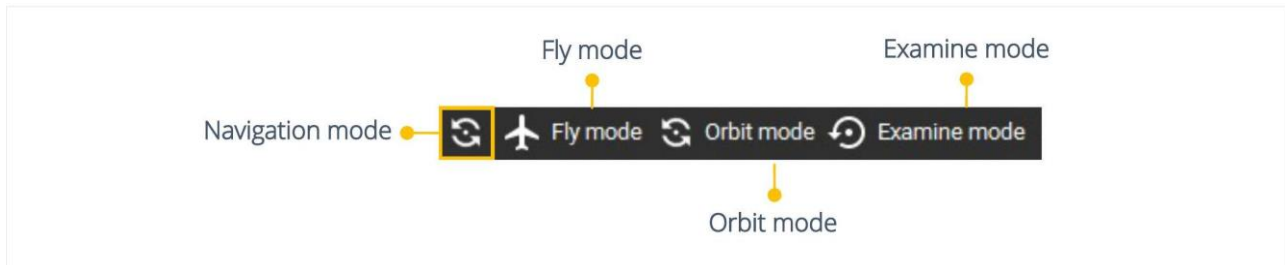 Fly mode
Examine mode
Navigation mode
Fly mode Orbit mode Examine mode
Orbit mode